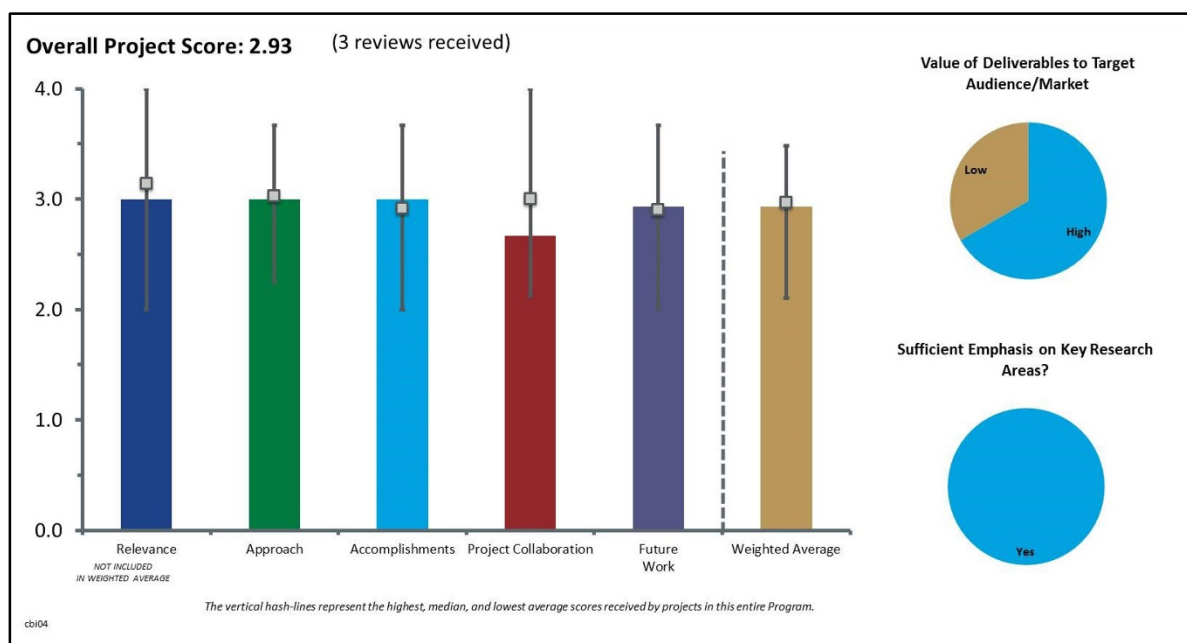 Overall Project Score: 2.93 (3 reviews received)
4.0
3.0
2.0
1.0
0.0
Relevance
NOT INCLUDED
IN WEIGHTED AVERAGE
Approach
Accomplishments
Project Collaboration
Future
Work
Weighted Average
The vertical hash-lines represent the highest, median, and lowest average scores received by projects in this entire Program.
cbi04
Value of Deliverables to Target
Audience/Market
Low
High
Sufficient Emphasis on Key Research
Areas?
Yes